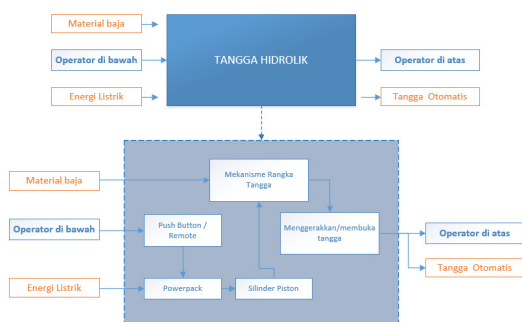 Material baja
Operator di bawah
TANGGA HIDROLIK
Operator di atas
Energi Listrik
Tangga Otomatis
Mekanisme Rangka
Tangga
Material baja
Push Button /
Remote
Menggerakkan/membuka
tangga
Operator di bawah
Operator di atas
Tangga Otomatis
Energi Listrik
Powerpack
Silinder Piston